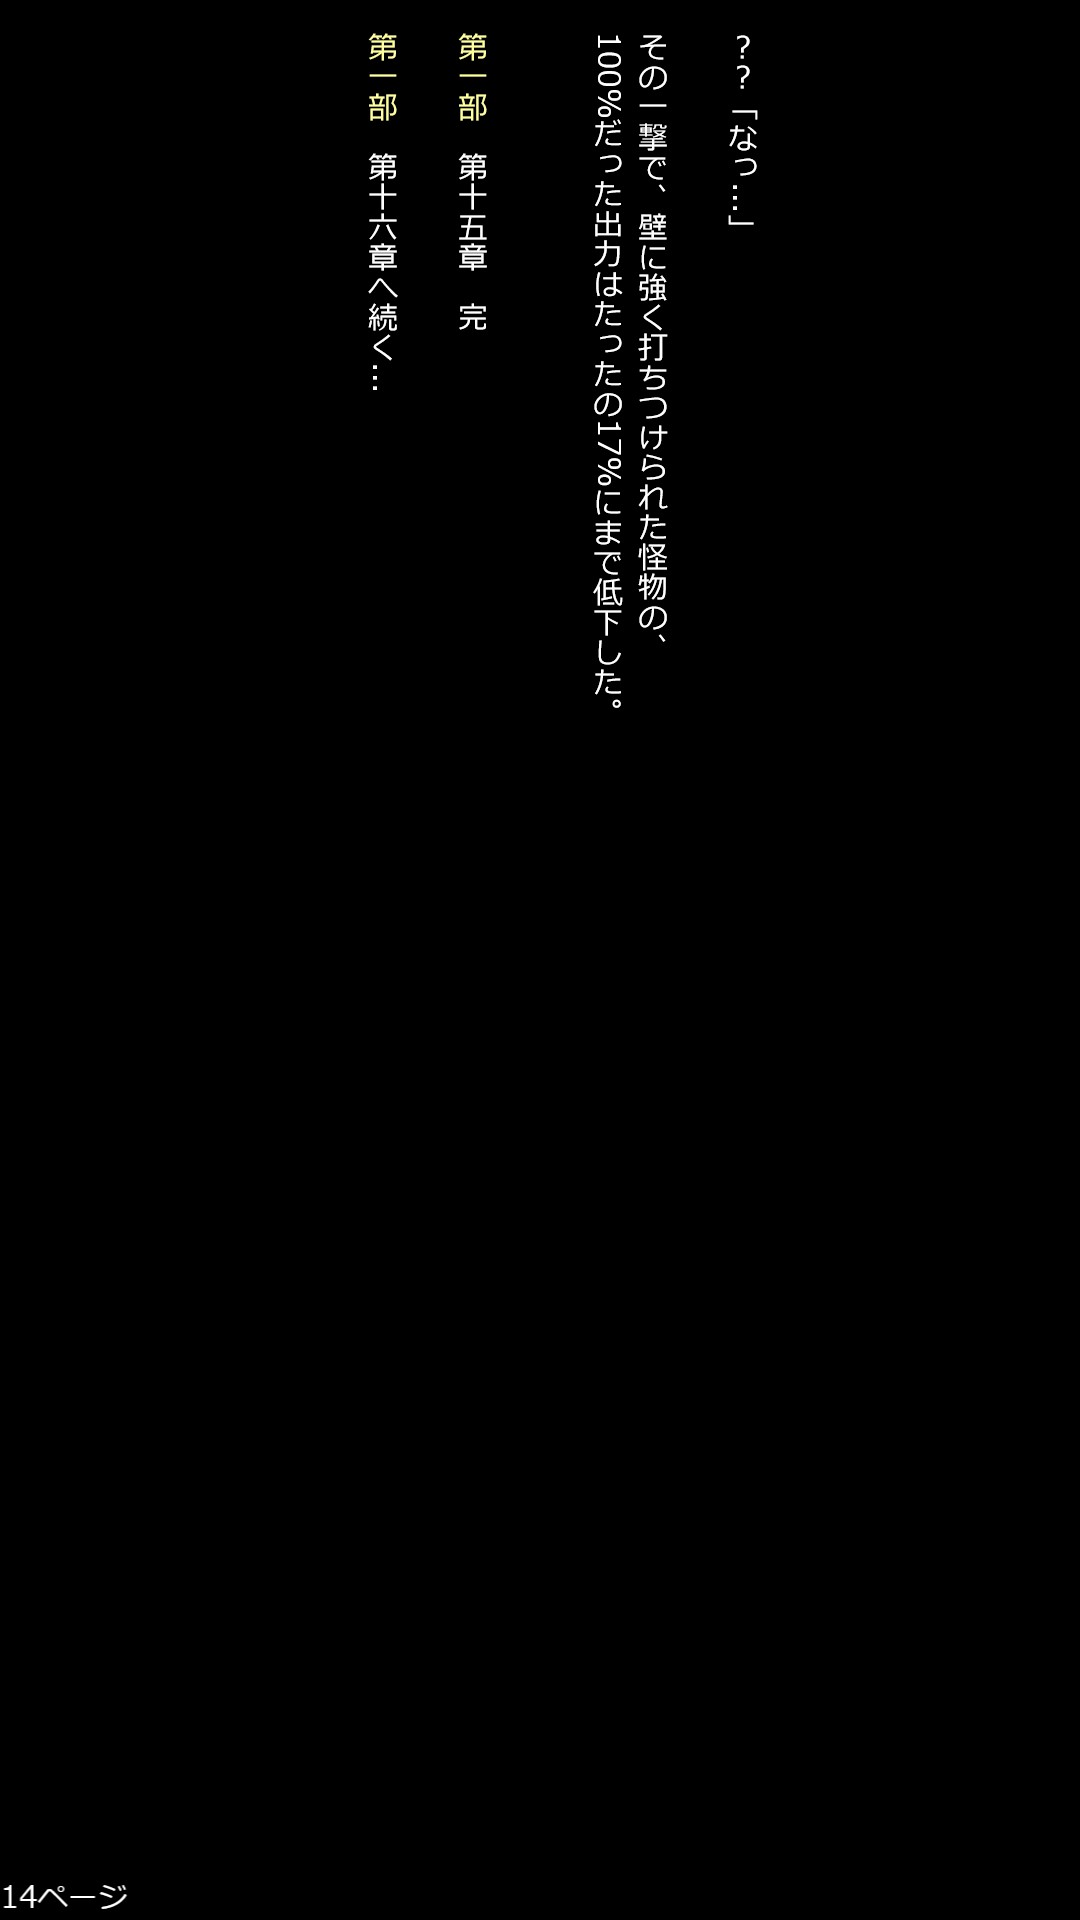 ？？「なっ…」
その一撃で、壁に強く打ちつけられた怪物の、
100%だった出力はたったの17%にまで低下した。
第一部　第十五章　完
第一部　第十六章へ続く…
14ページ